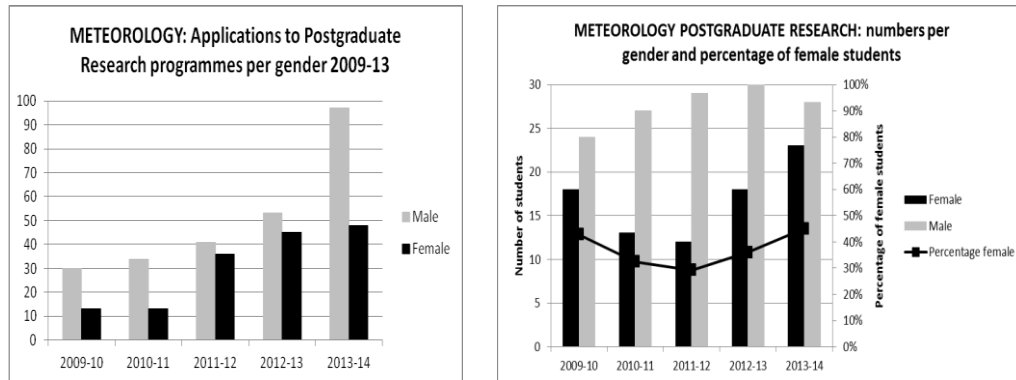 METEOROLOGY: Applications to Postgraduate
Research programmes per gender 2009-13
100
90
80
70
60
50
40
30
20
10
0
2009-10 2010-11 2011-12 2012-13 2013-14
Male
Female
METEOROLOGY POSTGRADUATE RESEARCH: numbers per
gender and percentage of female students
Number of students
30
25
20
15
10
5
0
2009-10 2010-11 2011-12 2012-13 2013-14
100%
90%
80%
70%
60%
50%
40%
30%
20%
10%
0%
Percentage of female students
Female
Male
Percentage female